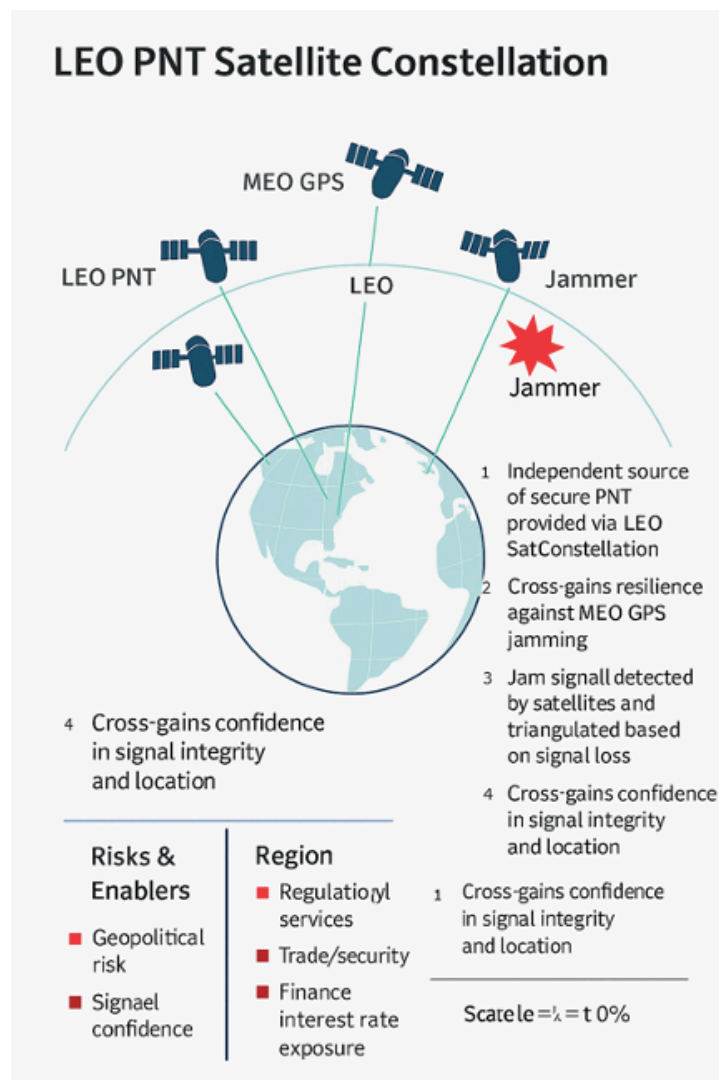 LEO PNT Satellite Constellation
MEO GPS
LEO PNT
LEO
Jammer
Jammer
1 Independent source
of secure PNT
provided via LEO
SatConstellation
2 Cross-gains resilience
against MEO GPS
jamming
3 Jam signall detected
by satellites and
triangulated based
on signal loss
4 Cross-gains confidence
in signal integrity
and location
4 Cross-gains confidence
in signal integrity
and location
1 Cross-gains confidence
in signal integrity
and location
Risks &
Enablers
Geopolitical
risk
Signael
confidence
Region
services
Trade/security
Finance
interest rate
exposure
0%